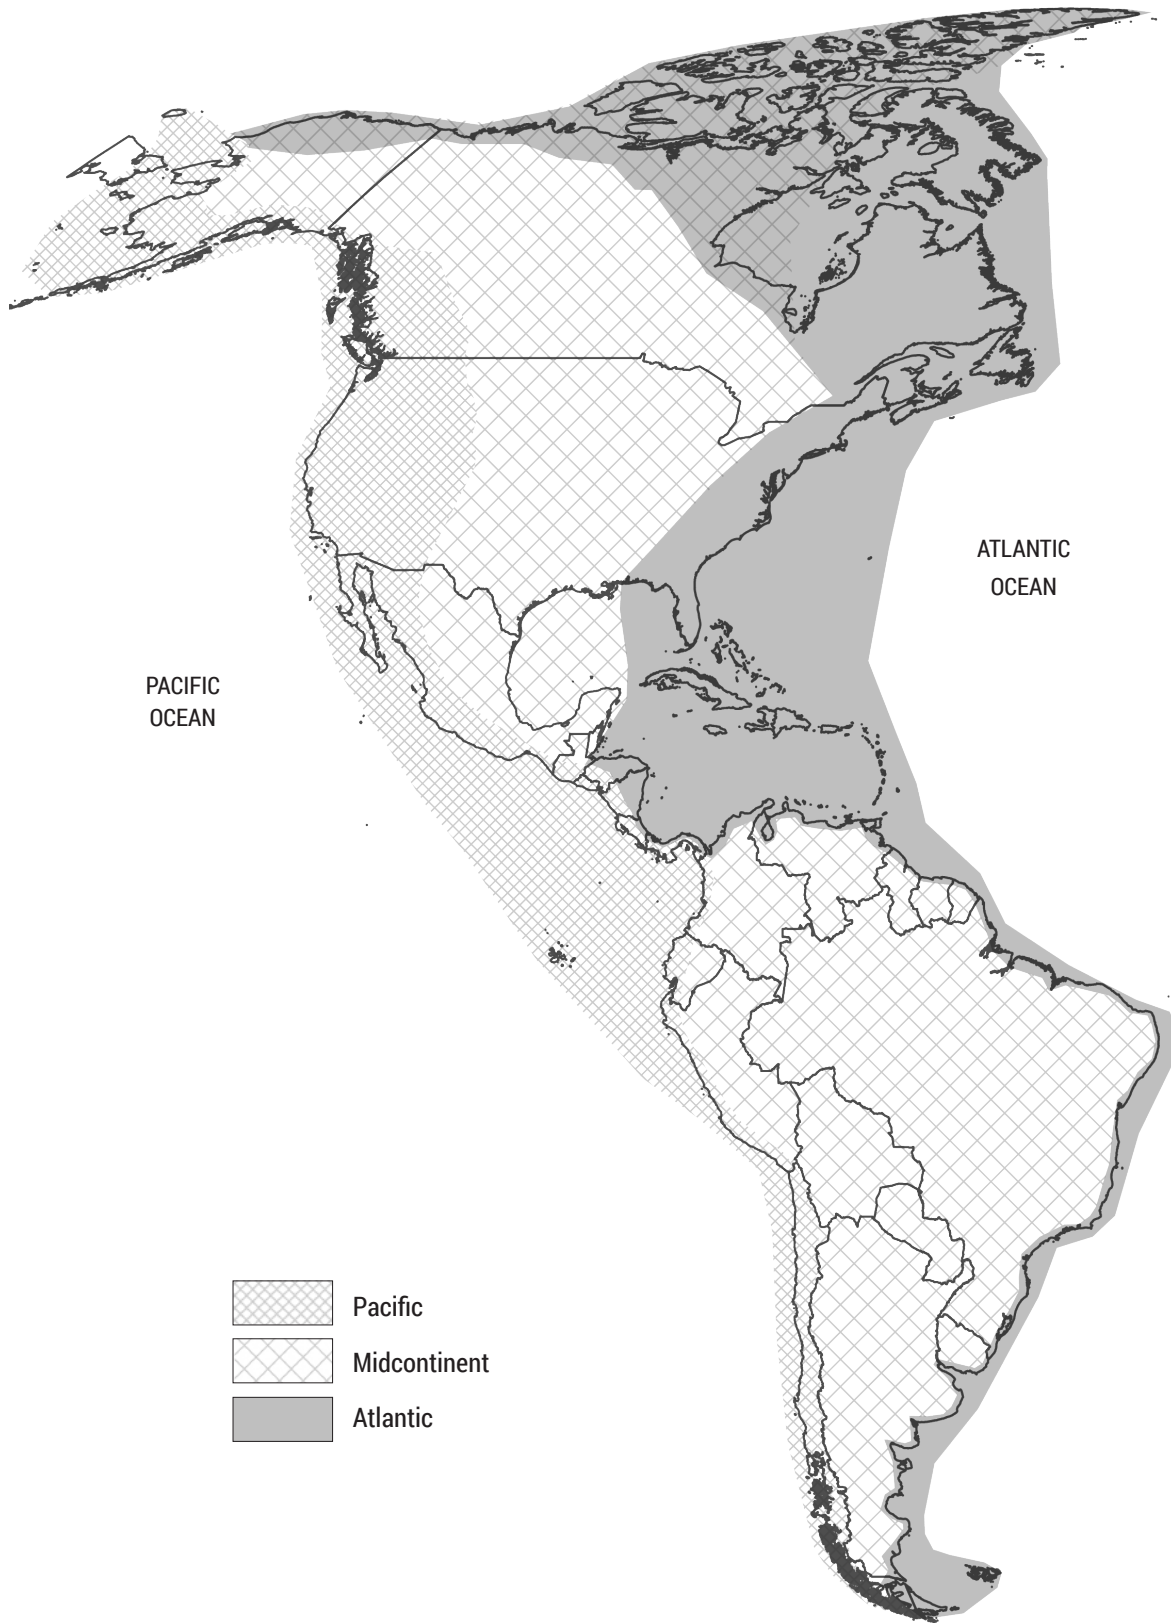 ATLANTIC
OCEAN
PACIFIC
OCEAN
Pacific
Midcontinent
Atlantic